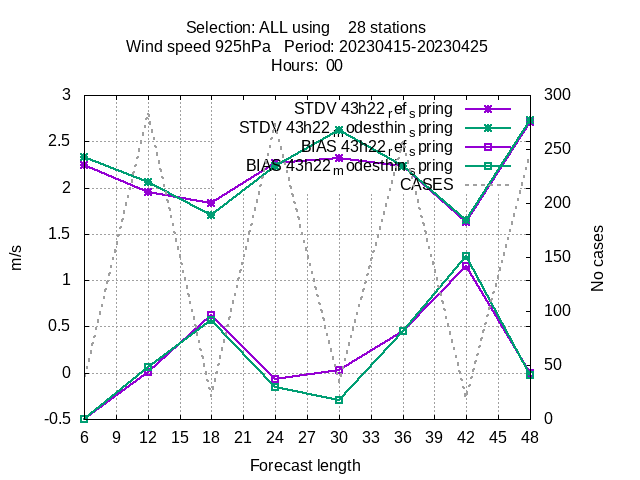 Selection: ALL using 28 stations
Wind speed 925hPa Period: 20230415-20230425
Hours: 00
3
2.5
2
1.5
1
0.5
0
-0.5
m/s
300
250
200
150
100
50
0
No cases
STDV 43h22_ref_spring
STDV 43h22_modesthin_spring
BIAS 43h22_ref_spring
BIAS 43h22_modesthin_spring
CASES
6 9 12 15 18 21 24 27 30 33 36 39 42 45 48
Forecast length